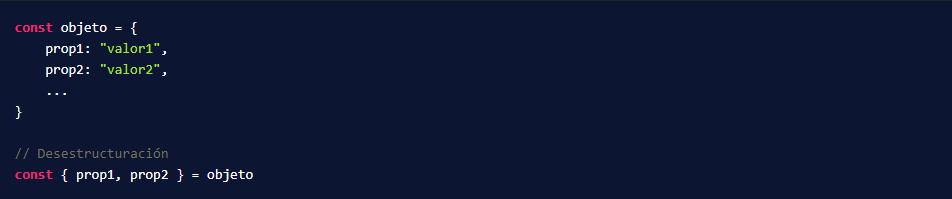 const objeto = {
    prop1: "valor1",
    prop2: "valor2",
    ...
}

// Desestructuración
const { prop1, prop2 } = objeto